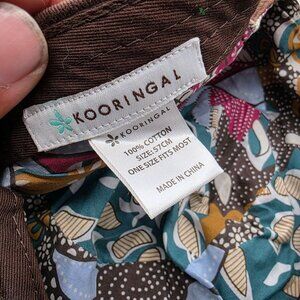 KOORINGAL
KOORINGAL
100% COTTON
SIZE: 57CM
ONE SIZE FITS MOST
MADE IN CHINA